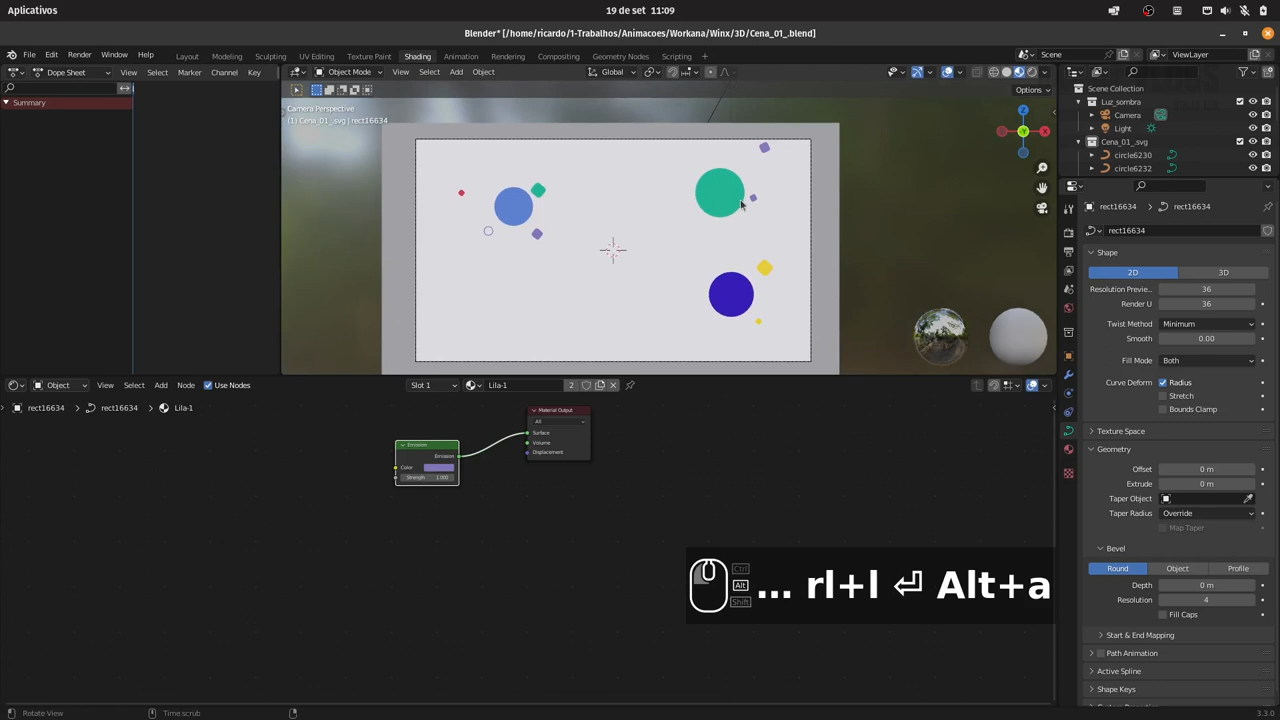 Aplicativos
19 de set 11:09
Blender* [/home/ricardo/1-Trabalhos/Animacoes/Workana/Winx/3D/Cena_01_.blend]
File Edit Render Window Help Layout Modeling Sculpting UV Editing Texture Paint Shading Animation Rendering Compositing Geometry Nodes Scripting Scene ViewLayer
Dope Sheet View Select Marker Channel Key Object Mode View Select Add Object Global
Options
Summary
Camera Perspective
(1) Cena_01_.svg | rect16634
Z
X
Y
Scene Collection
Luz_sombra
Camera
Light
Cena_01_.svg
circle6230
circle6232
rect16634 rect16634
rect16634
Shape
2D 3D
Resolution Previe... 36
Render U 36
Twist Method Minimum
Smooth 0.00
Fill Mode Both
Curve Deform Radius
Stretch
Bounds Clamp
Texture Space
Geometry
Offset 0 m
Extrude 0 m
Taper Object
Taper Radius Override
Map Taper
Bevel
Round Object Profile
Depth 0 m
Resolution 4
Fill Caps
Start & End Mapping
Path Animation
Active Spline
Shape Keys
Object View Select Add Node Use Nodes Slot 1 Lila-1 2
rect16634 rect16634 Lila-1
Material Output
All
Surface
Volume
Displacement
Emission
Emission
Color
Strength 1.000
Ctrl
Alt
Shift
... rl+l ⏎ Alt+a
Rotate View Time scrub 3.3.0